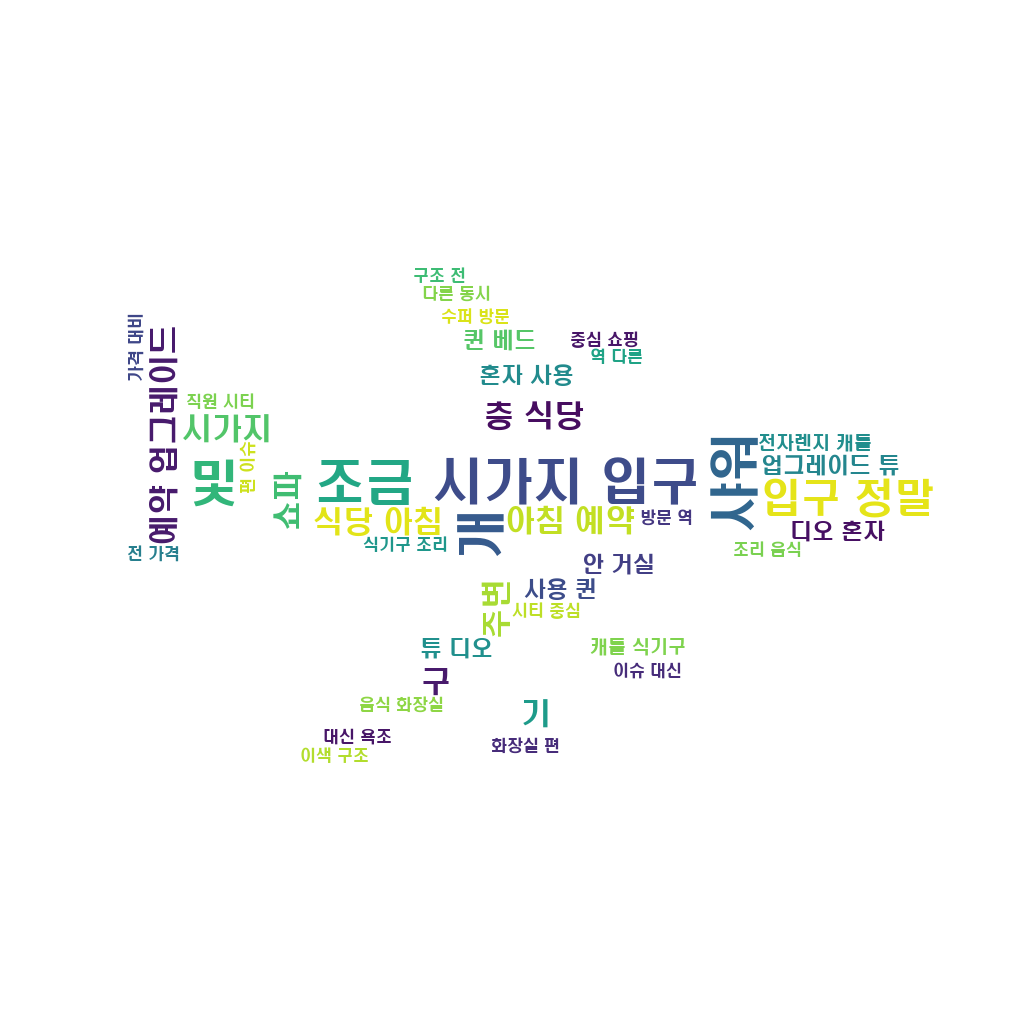 구조 전
다른 동시
수퍼 방문
퀸 베드
중심 쇼핑
역 다른
혼자 사용
층 식당
가격 대비
예약 업그레이드
직원 시티
시가지
편 이슈
및
쇼파
조금
시가지 입구
샤워
전자렌지 캐틀
업그레이드 튜
입구 정말
식당 아침
개
아침 예약
방문 역
디오 혼자
전 가격
식기구 조리
조리 음식
안 거실
사용 퀸
주변
시티 중심
튜 디오
캐틀 식기구
이슈 대신
구
음식 화장실
기
대신 욕조
화장실 편
이색 구조